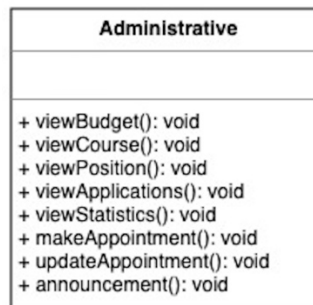 Administrative
+ viewBudget(): void
+ viewCourse(): void
+ viewPosition(): void
+ viewApplications(): void
+ viewStatistics(): void
+ makeAppointment(): void
+ updateAppointment(): void
+ announcement(): void